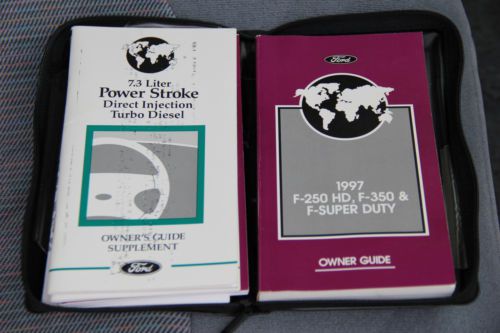 7.3 Liter
Power Stroke
Direct Injection
Turbo Diesel
OWNER'S GUIDE
SUPPLEMENT
Ford
Ford
1997
F-250 HD, F-350 &
F-SUPER DUTY
OWNER GUIDE